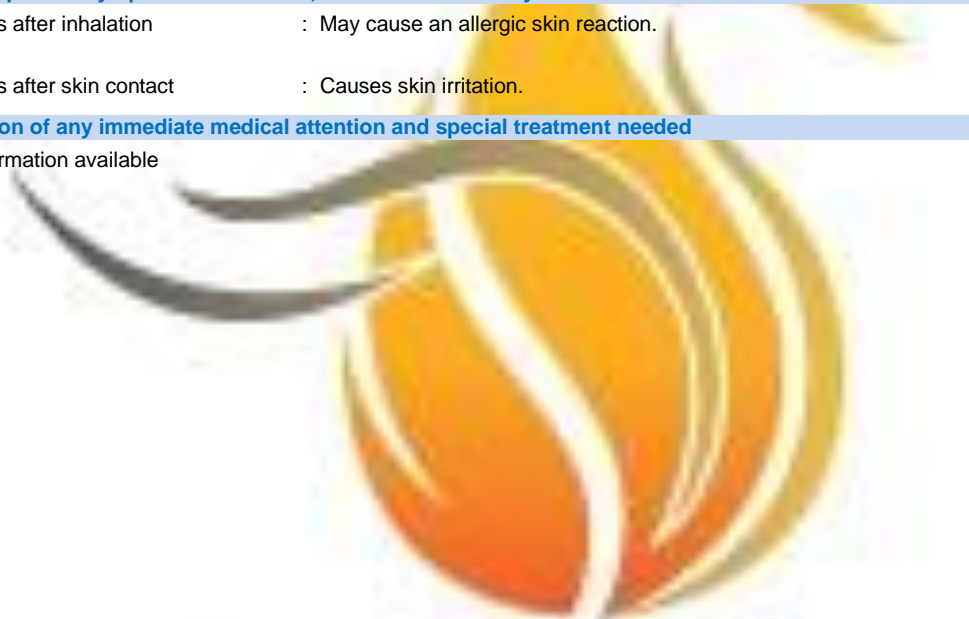 s after inhalation : May cause an allergic skin reaction.
s after skin contact : Causes skin irritation.
on of any immediate medical attention and special treatment needed
rmation available